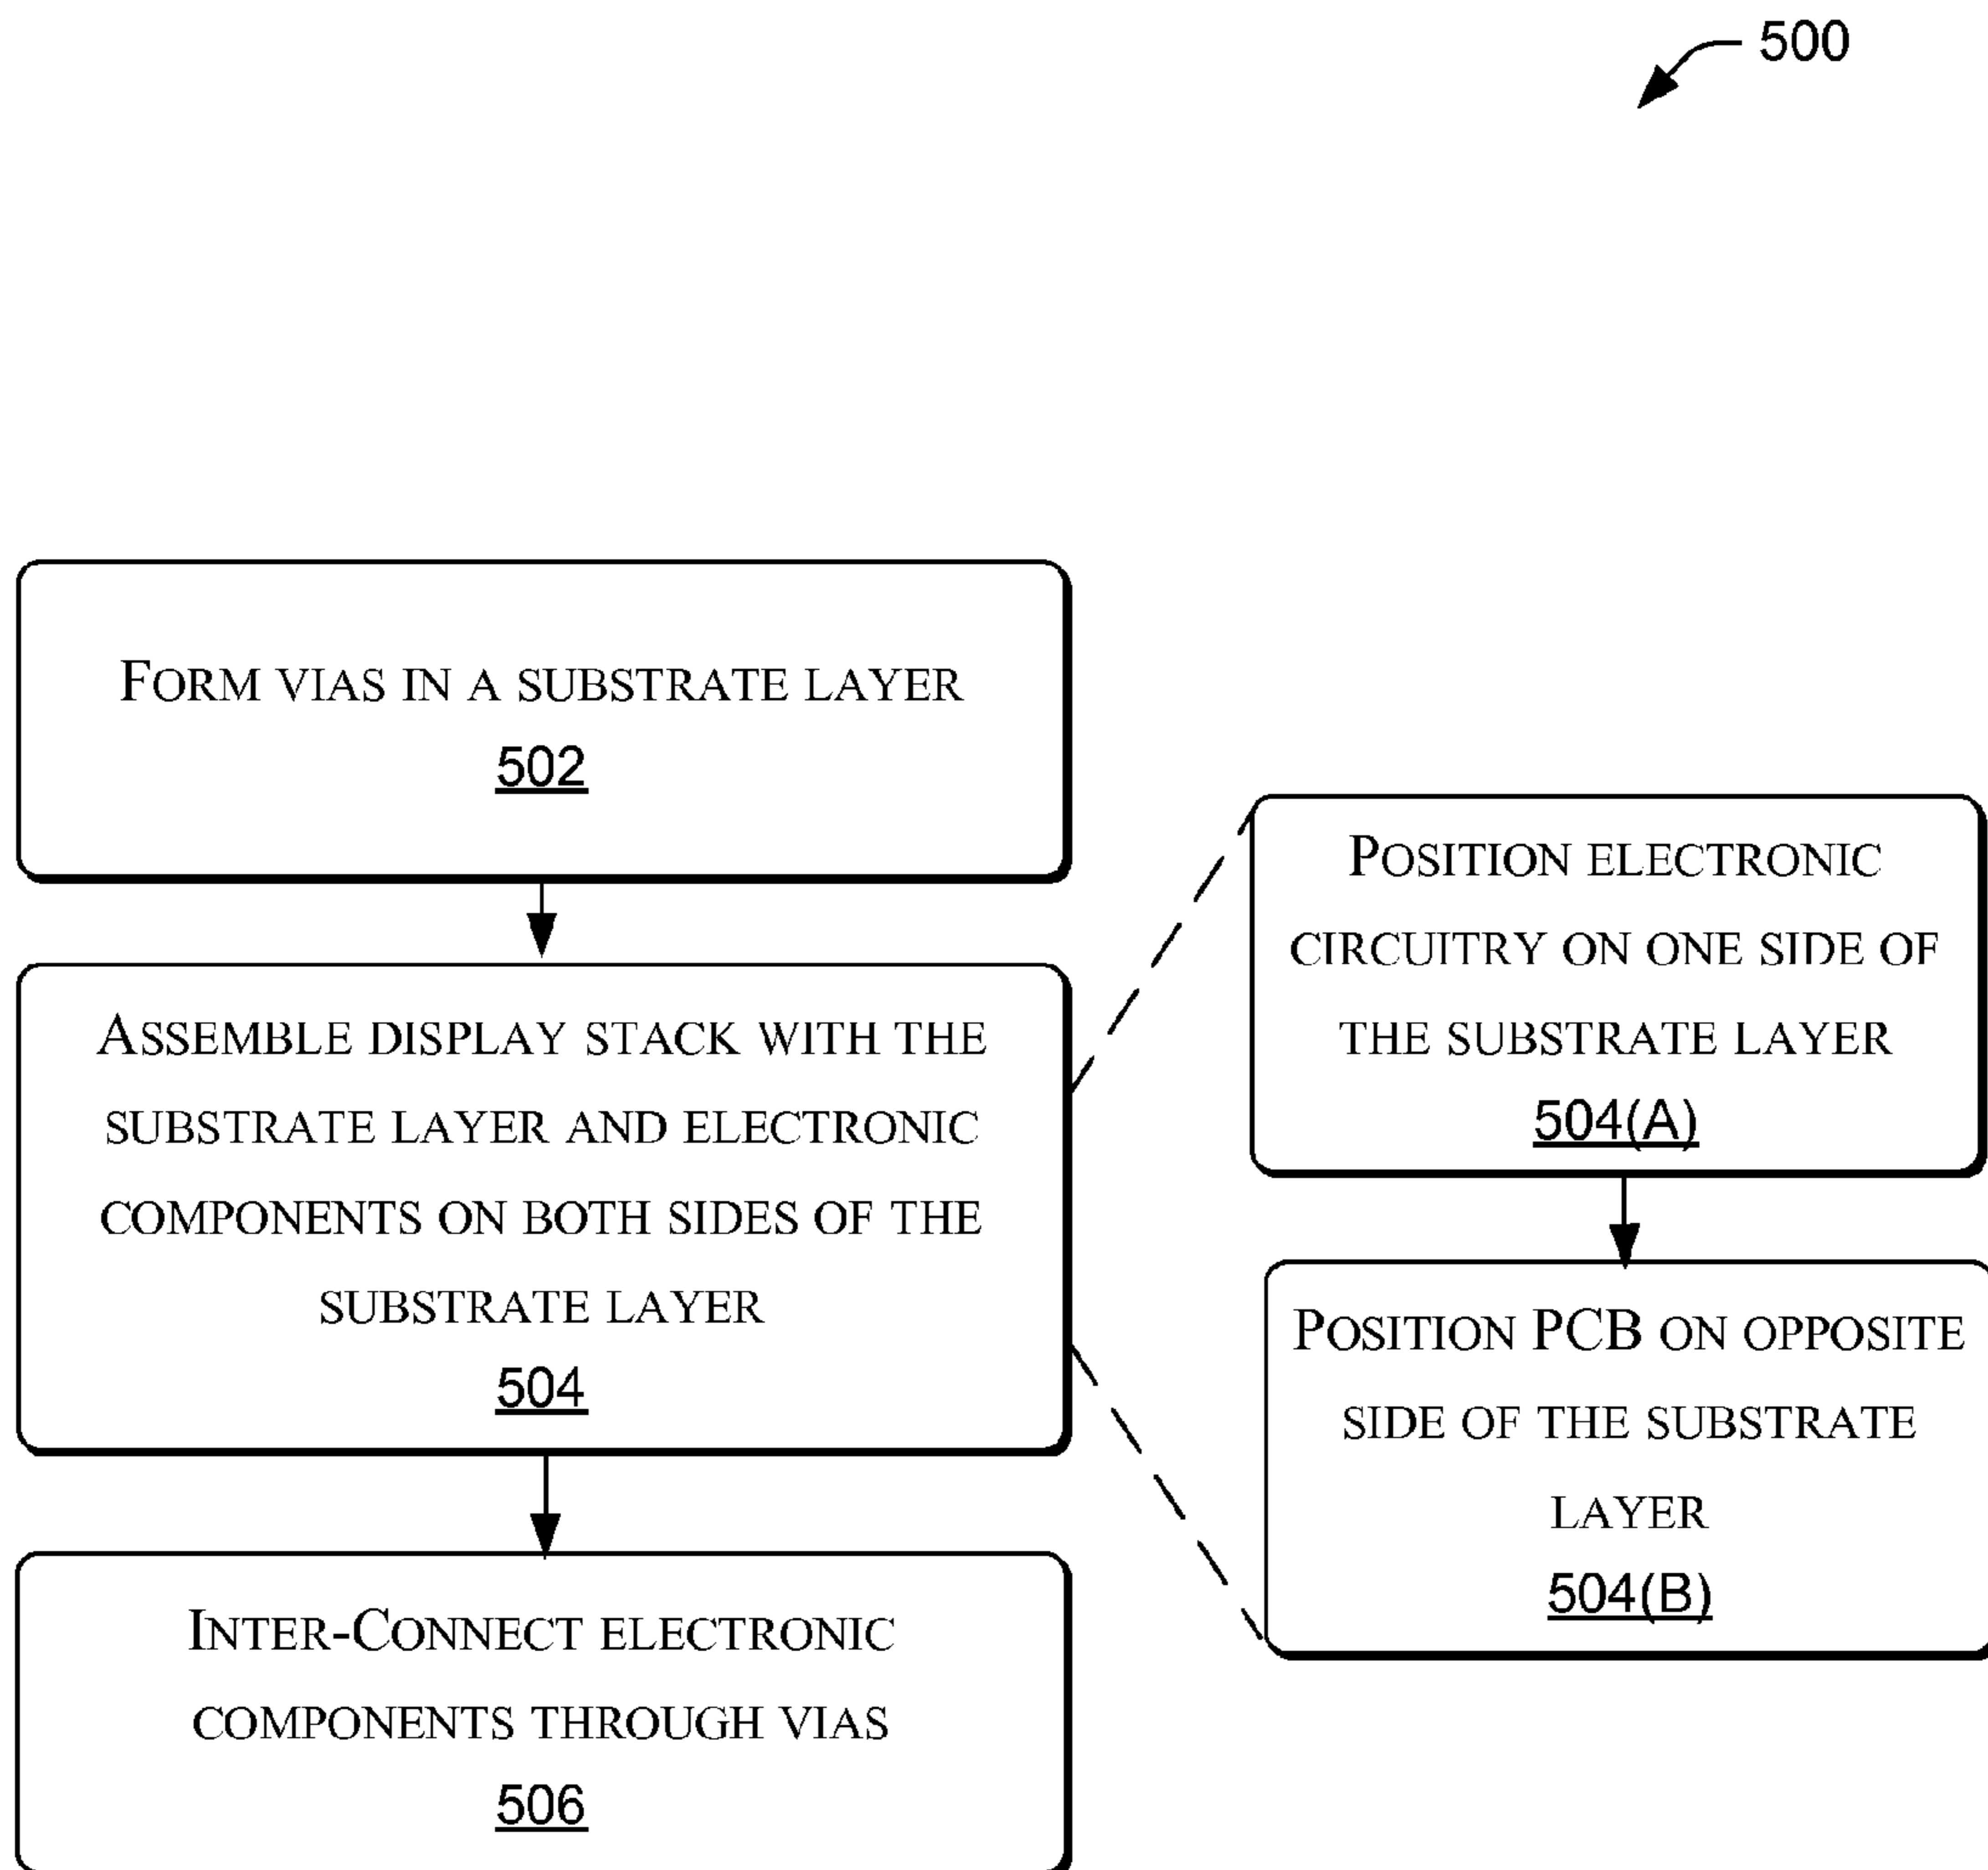 500
FORM VIAS IN A SUBSTRATE LAYER
502
ASSEMBLE DISPLAY STACK WITH THE
SUBSTRATE LAYER AND ELECTRONIC
COMPONENTS ON BOTH SIDES OF THE
SUBSTRATE LAYER
504
POSITION ELECTRONIC
CIRCUITRY ON ONE SIDE OF
THE SUBSTRATE LAYER
504(A)
POSITION PCB ON OPPOSITE
SIDE OF THE SUBSTRATE
LAYER
504(B)
INTER-CONNECT ELECTRONIC
COMPONENTS THROUGH VIAS
506